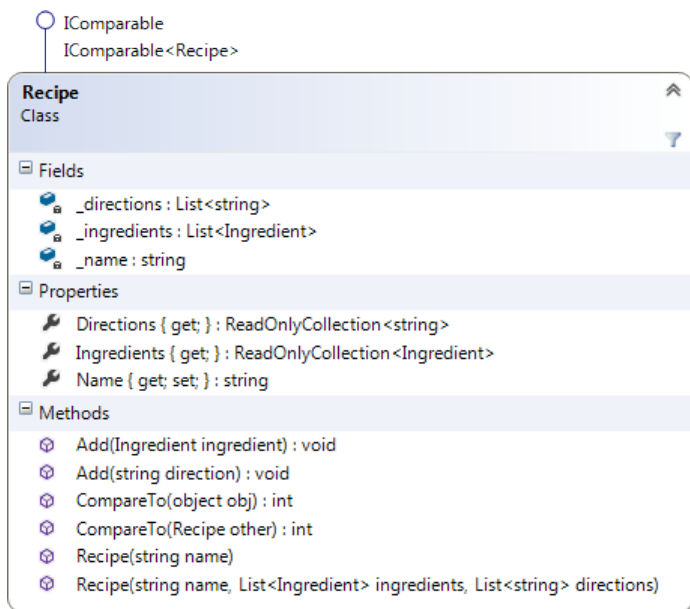 IComparable
IComparable<Recipe>
Recipe
Class
Fields
_directions : List<string>
_ingredients : List<Ingredient>
_name : string
Properties
Directions { get; } : ReadOnlyCollection<string>
Ingredients { get; } : ReadOnlyCollection<Ingredient>
Name { get; set; } : string
Methods
Add(Ingredient ingredient) : void
Add(string direction) : void
CompareTo(object obj) : int
CompareTo(Recipe other) : int
Recipe(string name)
Recipe(string name, List<Ingredient> ingredients, List<string> directions)